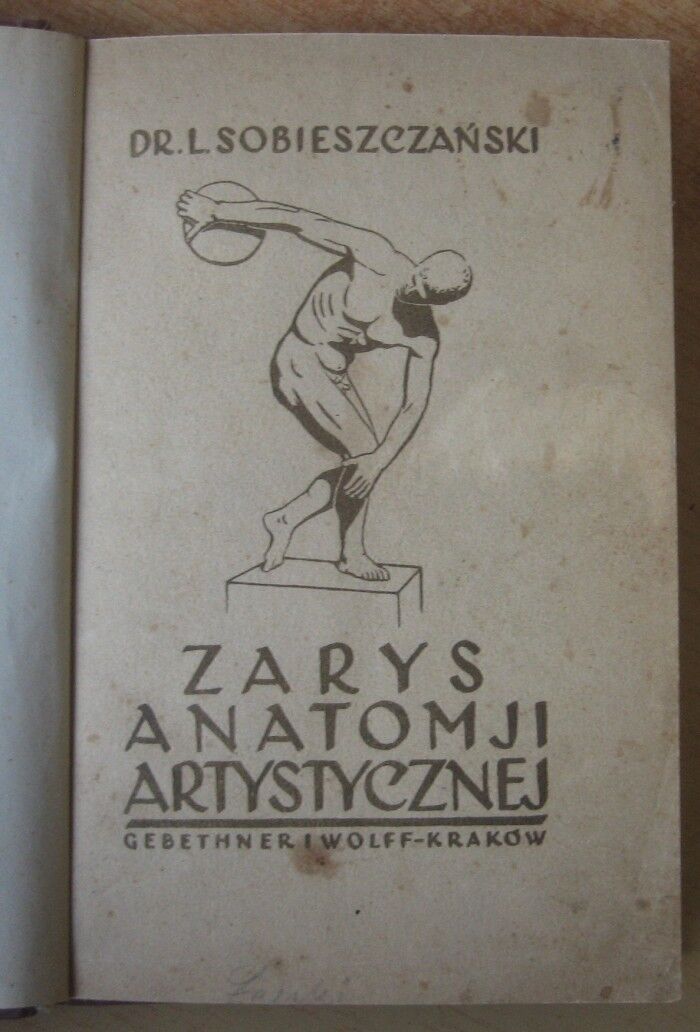 DR. L. SOBIESZCZAŃSKI
ZARYS
ANATOMJI
ARTYSTYCZNEJ
GEBETHNER I WOLFF-KRAKÓW